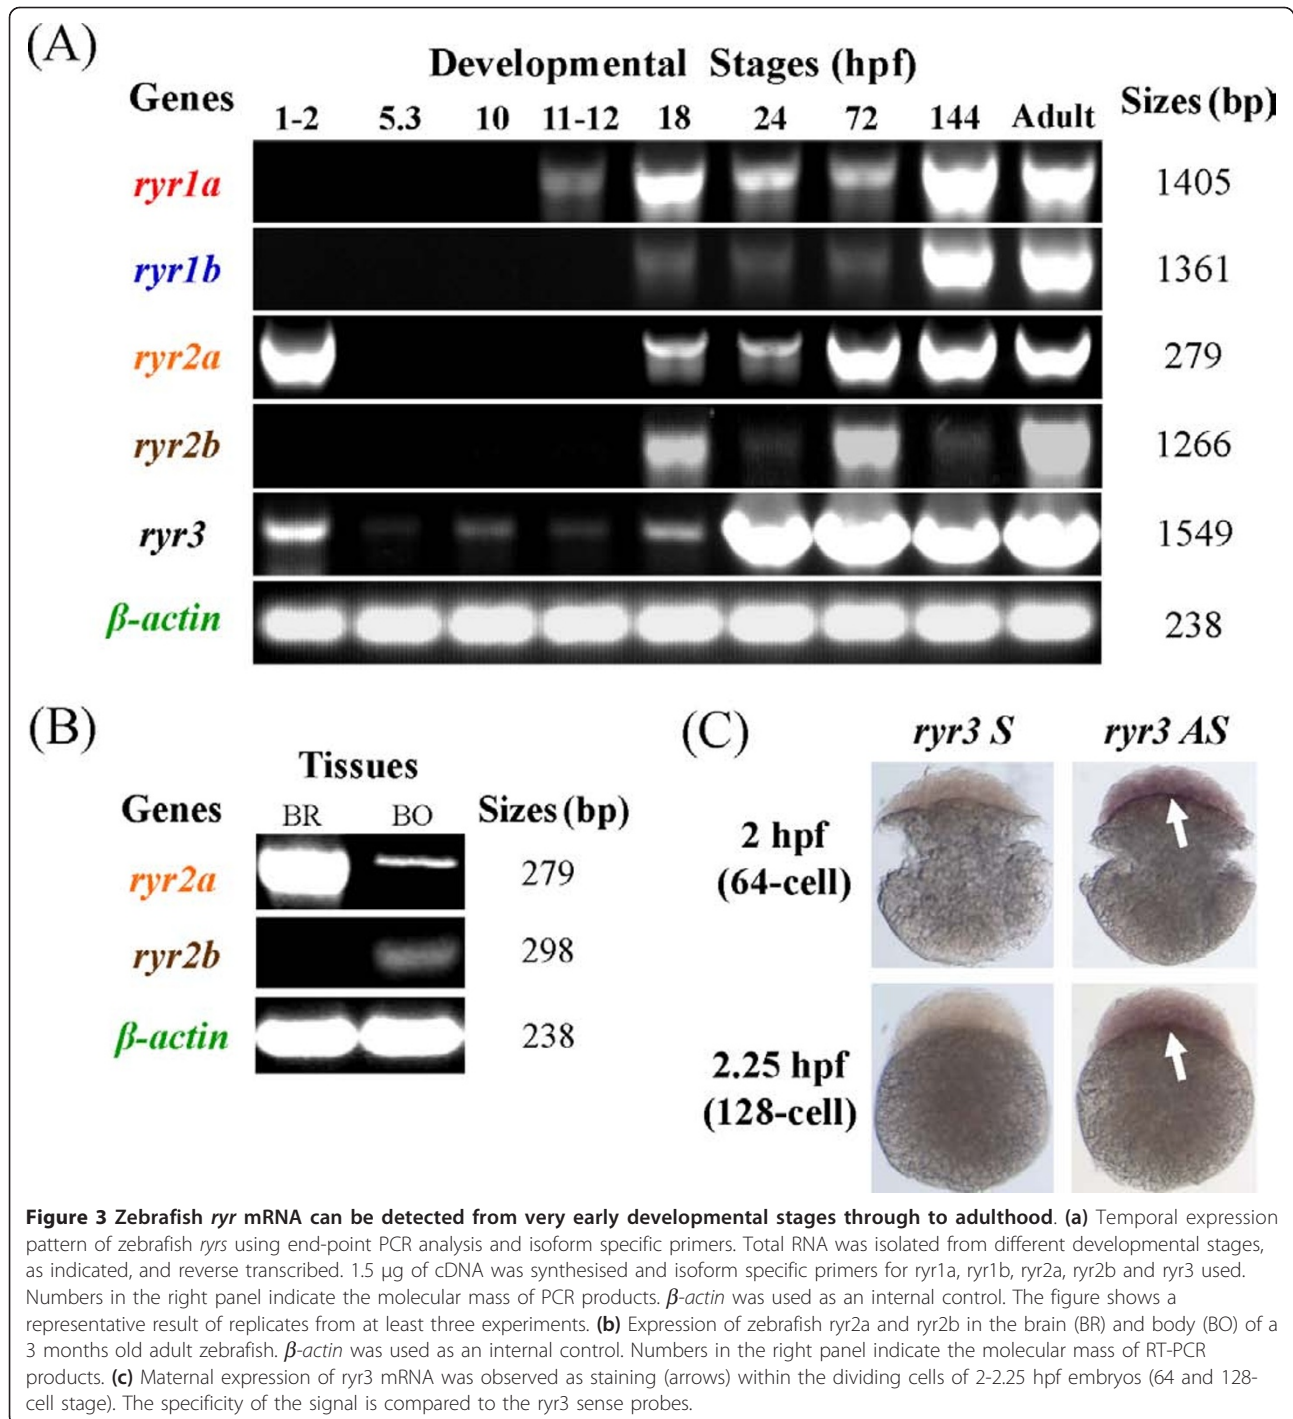 (A)
Developmental Stages (hpf)
Genes
Sizes (bp)
1-2 5.3 10 11-12 18 24 72 144 Adult
ryr1a 1405
ryr1b 1361
ryr2a 279
ryr2b 1266
ryr3 1549
β-actin 238
(B)
Tissues
Genes BR BO Sizes (bp)
ryr2a 279
ryr2b 298
β-actin 238
(C)
ryr3 S ryr3 AS
2 hpf
(64-cell)
2.25 hpf
(128-cell)
Figure 3 Zebrafish ryr mRNA can be detected from very early developmental stages through to adulthood. (a) Temporal expression
pattern of zebrafish ryrs using end-point PCR analysis and isoform specific primers. Total RNA was isolated from different developmental stages,
as indicated, and reverse transcribed. 1.5 μg of cDNA was synthesised and isoform specific primers for ryr1a, ryr1b, ryr2a, ryr2b and ryr3 used.
Numbers in the right panel indicate the molecular mass of PCR products. β-actin was used as an internal control. The figure shows a
representative result of replicates from at least three experiments. (b) Expression of zebrafish ryr2a and ryr2b in the brain (BR) and body (BO) of a
3 months old adult zebrafish. β-actin was used as an internal control. Numbers in the right panel indicate the molecular mass of RT-PCR
products. (c) Maternal expression of ryr3 mRNA was observed as staining (arrows) within the dividing cells of 2-2.25 hpf embryos (64 and 128-
cell stage). The specificity of the signal is compared to the ryr3 sense probes.